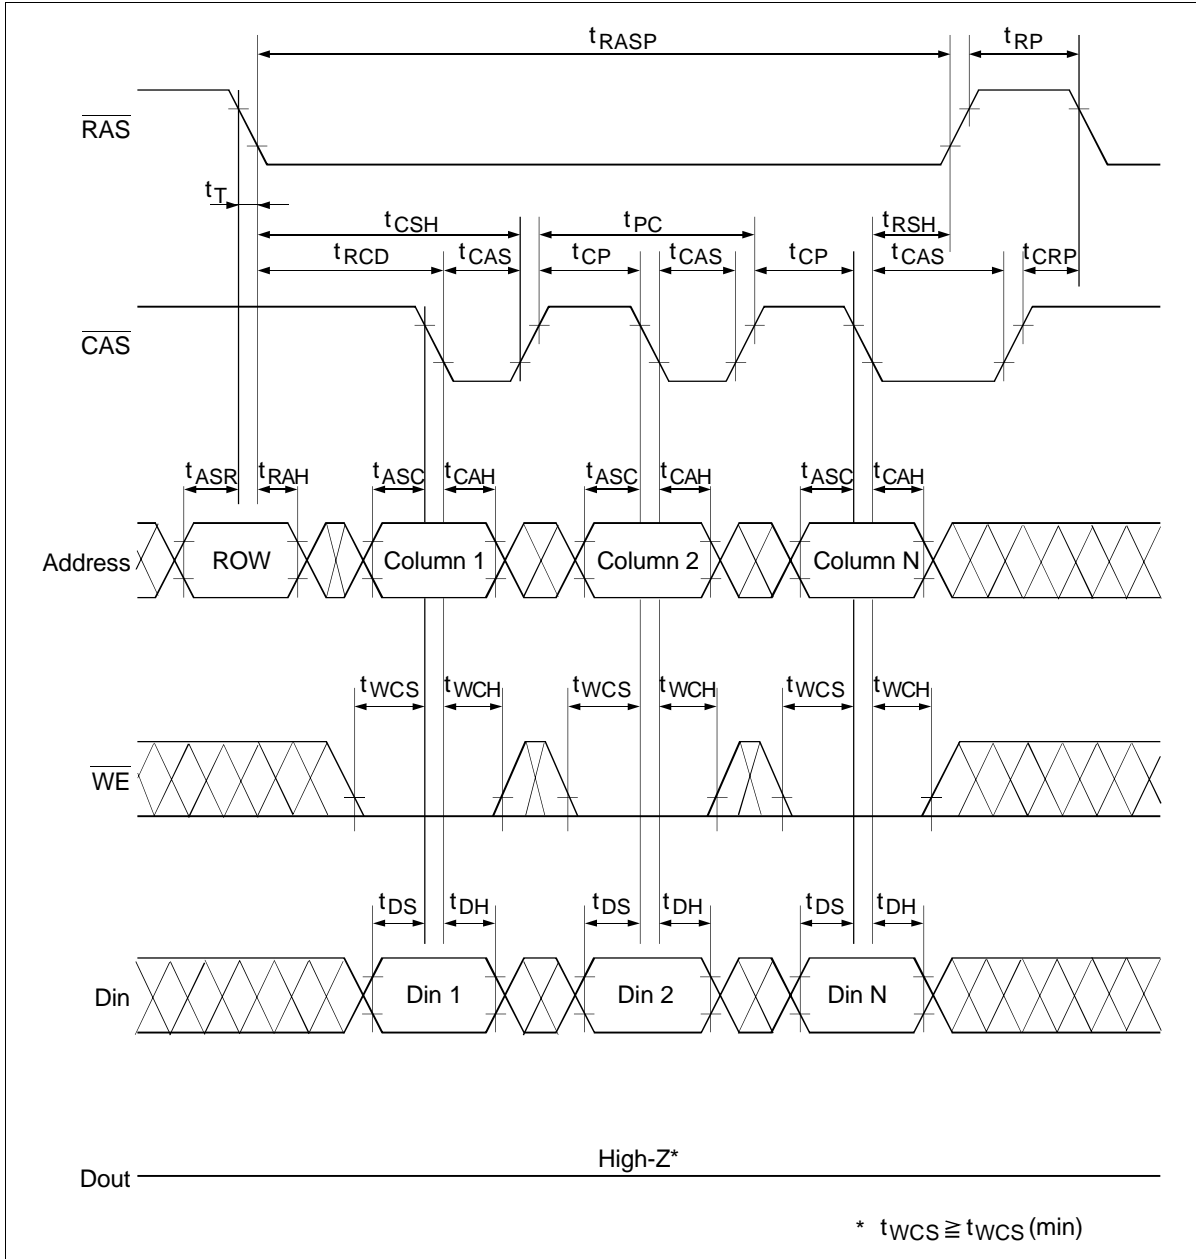 tRASP tRP
RAS
tT
tCSH tPC tRSH
tRCD tCAS tCP tCAS tCP tCAS tCRP
CAS
tASR tRAH tASC tCAH tASC tCAH tASC tCAH
Address ROW Column 1 Column 2 Column N
tWCS tWCH tWCS tWCH tWCS tWCH
WE
tDS tDH tDS tDH tDS tDH
Din Din 1 Din 2 Din N
High-Z*
Dout
* tWCS ≧ tWCS (min)